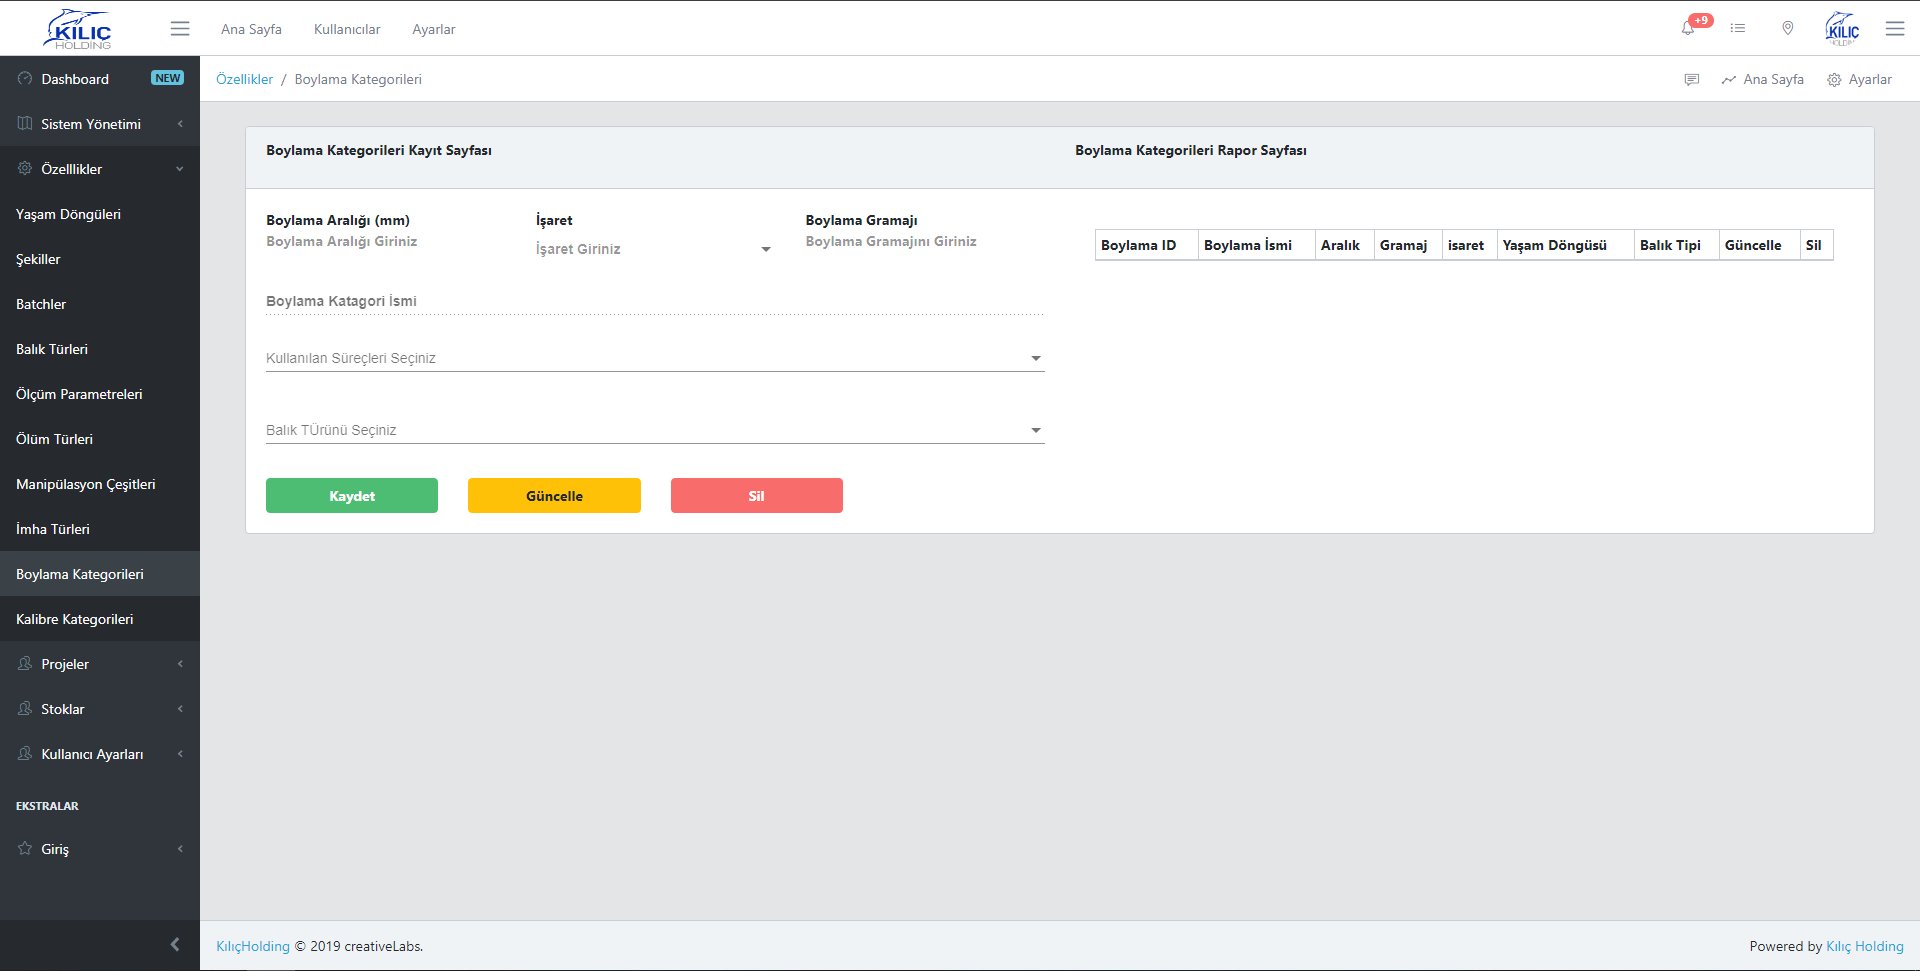 KILIÇ
HOLDING
Ana Sayfa
Kullanıcılar
Ayarlar
+9
KILIÇ
Dashboard
NEW
Sistem Yönetimi
Özelllikler
Yaşam Döngüleri
Şekiller
Batchler
Balık Türleri
Ölçüm Parametreleri
Ölüm Türleri
Manipülasyon Çeşitleri
İmha Türleri
Boylama Kategorileri
Kalibre Kategorileri
Projeler
Stoklar
Kullanıcı Ayarları
EKSTRALAR
Giriş
Özellikler / Boylama Kategorileri
Ana Sayfa
Ayarlar
Boylama Kategorileri Kayıt Sayfası
Boylama Kategorileri Rapor Sayfası
Boylama Aralığı (mm)
Boylama Aralığı Giriniz
İşaret
İşaret Giriniz
Boylama Gramajı
Boylama Gramajını Giriniz
Boylama Katagori İsmi
Kullanılan Süreçleri Seçiniz
Balık TÜrünü Seçiniz
Kaydet
Güncelle
Sil
Boylama ID Boylama İsmi Aralık Gramaj isaret Yaşam Döngüsü Balık Tipi Güncelle Sil
KılıçHolding © 2019 creativeLabs.
Powered by Kılıç Holding